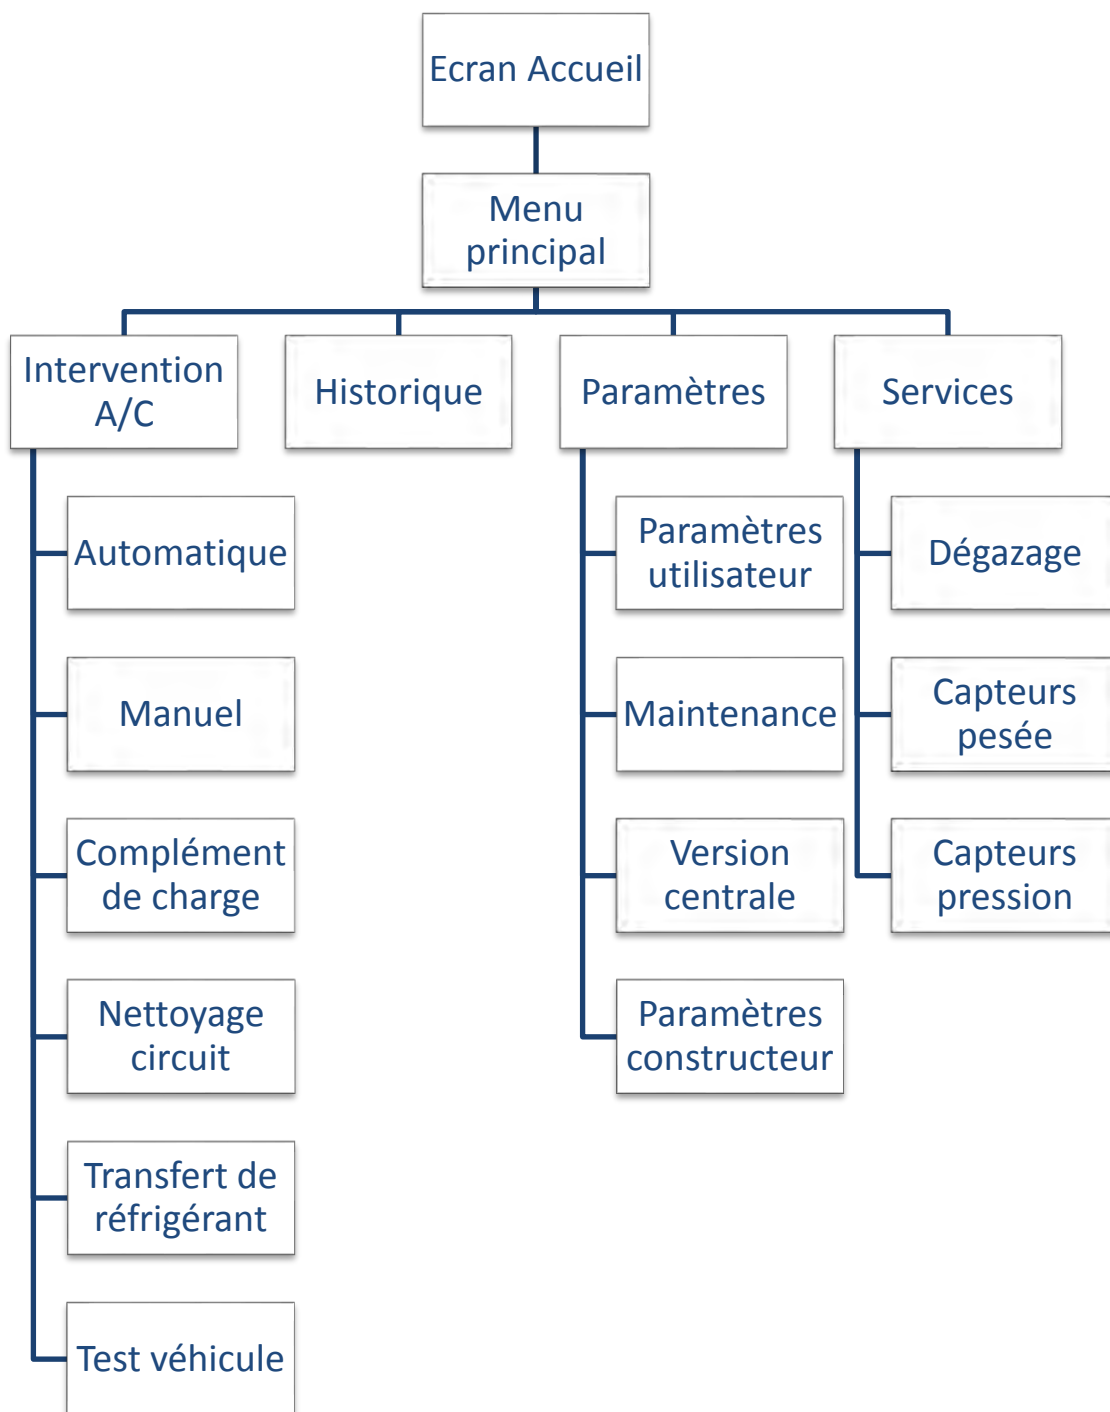 Ecran Accueil
Menu
principal
Intervention
A/C
Historique
Paramètres
Services
Automatique
Manuel
Complément
de charge
Nettoyage
circuit
Transfert de
réfrigérant
Test véhicule
Paramètres
utilisateur
Maintenance
Version
centrale
Paramètres
constructeur
Dégazage
Capteurs
pesée
Capteurs
pression